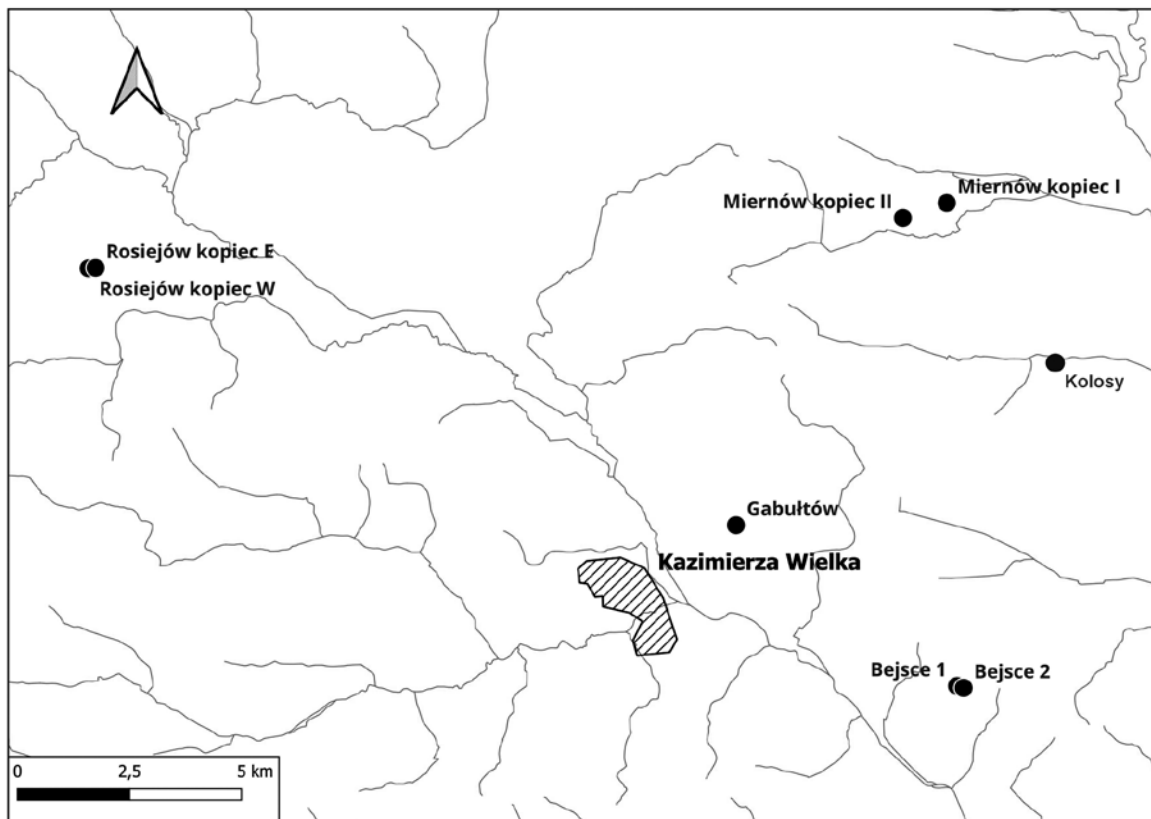 Miernów kopiec I
Miernów kopiec II
Rosiejów kopiec E
Rosiejów kopiec W
Kolosy
Gabułtów
Kazimierza Wielka
Bejsce 1
Bejsce 2
0 2,5 5 km